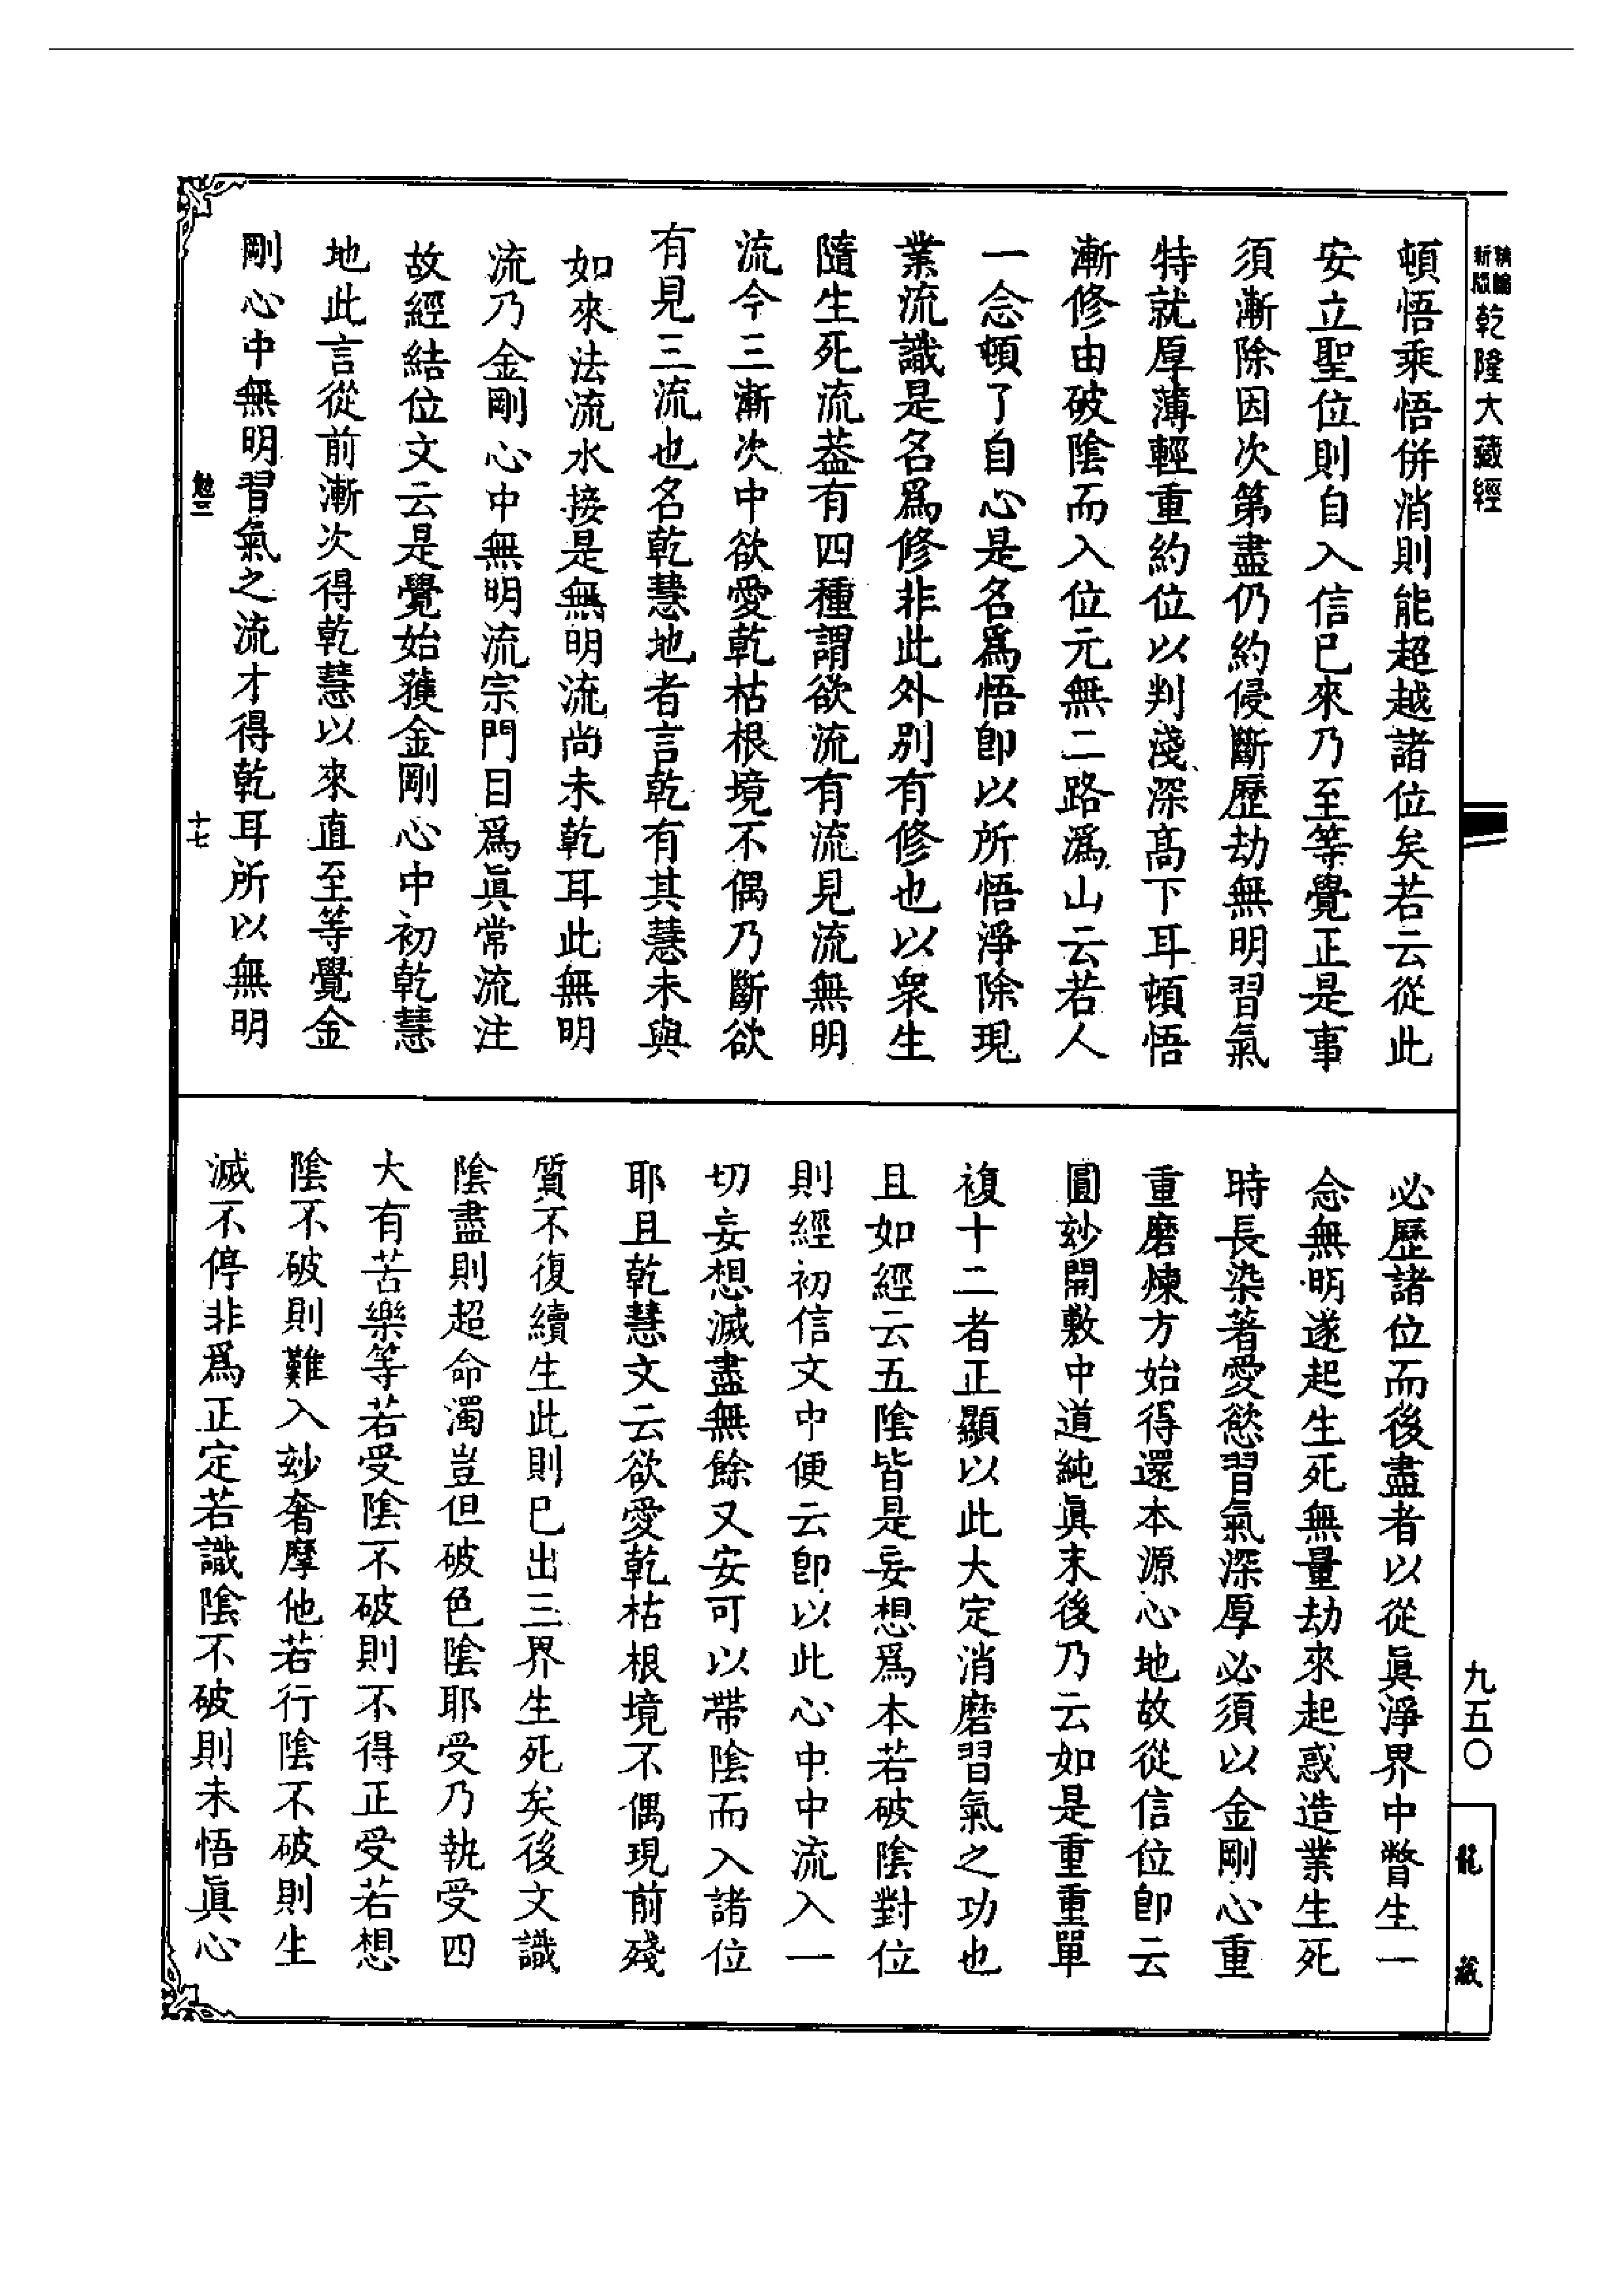 新編
縮版
乾隆大藏經
頓悟乘悟併消則能超越諸位矣若云從此
安立聖位則自入信已來乃至等覺正是事
須漸除因次第盡仍約侵斷歷劫無明習氣
特就厚薄輕重約位以判淺深高下耳頓悟
漸修由破陰而入位元無二路溈山云若人
一念頓了自心是名爲悟卽以所悟淨除現
業流識是名爲修非此外別有修也以衆生
隨生死流葢有四種謂欲流有流見流無明
流今三漸次中欲愛乾枯根境不偶乃斷欲
有見三流也名乾慧地者言乾有其慧未與
如來法流水接是無明流尚未乾耳此無明
流乃金剛心中無明流宗門目爲眞常流注
故經結位文云是覺始獲金剛心中初乾慧
地此言從前漸次得乾慧以來直至等覺金
剛心中無明習氣之流才得乾耳所以無明
勉三
十七
必歷諸位而後盡者以從眞淨界中瞥生一
念無明遂起生死無量劫來起惑造業生死
時長染著愛慾習氣深厚必須以金剛心重
重磨煉方始得還本源心地故從信位卽云
圓妙開敷中道純眞末後乃云如是重重單
複十二者正顯以此大定消磨習氣之功也
且如經云五陰皆是妄想爲本若破陰對位
則經初信文中便云卽以此心中中流入一
切妄想滅盡無餘又安可以帶陰而入諸位
耶且乾慧文云欲愛乾枯根境不偶現前殘
質不復續生此則已出三界生死矣後文識
陰盡則超命濁豈但破色陰耶受乃執受四
大有苦樂等若受陰不破則不得正受若想
陰不破則難入玅奢摩他若行陰不破則生
滅不停非爲正定若識陰不破則未悟眞心
九五〇
龍藏